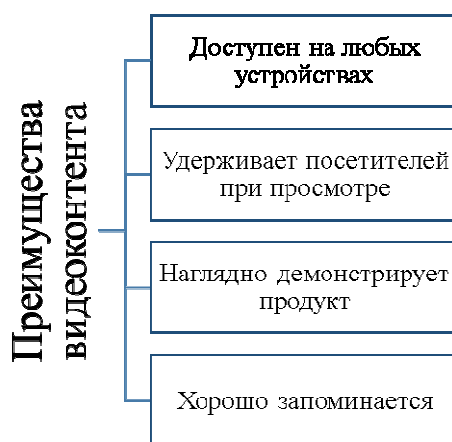 Преимущества
видеоконтента
Доступен на любых
устройствах
Удерживает посетителей
при просмотре
Наглядно демонстрирует
продукт
Хорошо запоминается